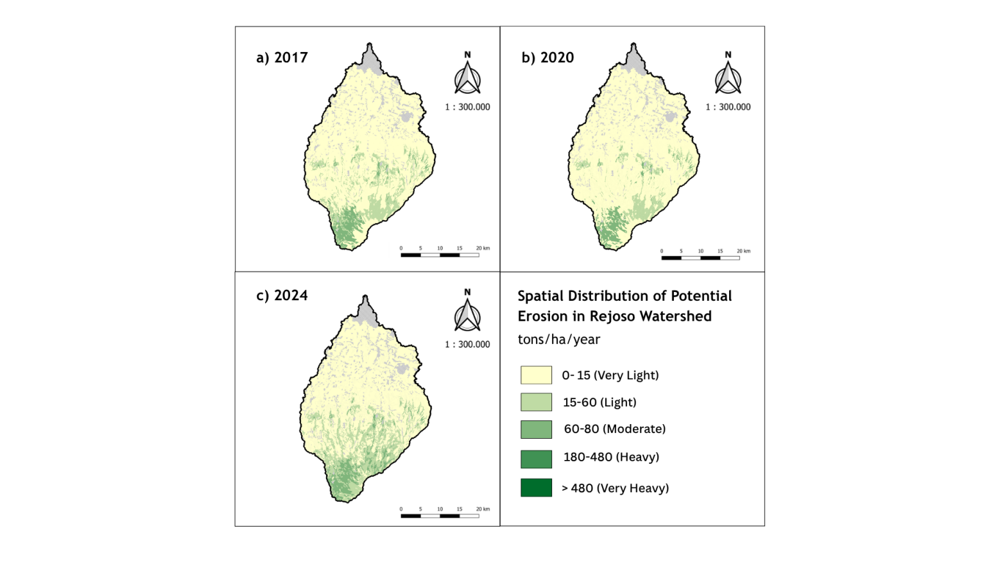 a) 2017
N
1 : 300.000
0 5 10 15 20 km
b) 2020
N
1 : 300.000
0 5 10 15 20 km
c) 2024
N
1 : 300.000
0 5 10 15 20 km
Spatial Distribution of Potential
Erosion in Rejoso Watershed
tons/ha/year
0- 15 (Very Light)
15-60 (Light)
60-80 (Moderate)
180-480 (Heavy)
> 480 (Very Heavy)